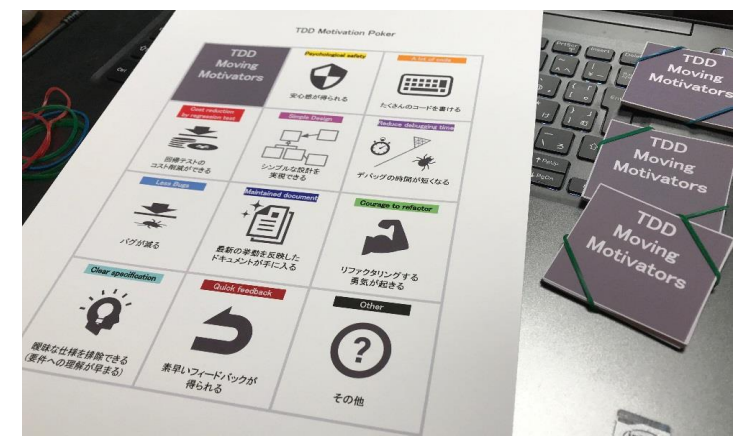 TDD Motivation Poker
TDD
Moving
Motivators
Psychological safety
安心感が得られる
A lot of code
たくさんのコードを書ける
Cost reduction
by regression test
回帰テストの
コスト削減ができる
Simple Design
シンプルな設計を
実現できる
Reduce debugging time
デバッグの時間が短くなる
Less Bugs
バグが減る
Maintained document
最新の挙動を反映した
ドキュメントが手に入る
Courage to refactor
リファクタリングする
勇気が起きる
Clear specification
曖昧な仕様を排除できる
(要件への理解が早まる)
Quick feedback
素早いフィードバックが
得られる
Other
?
その他
TDD
Moving
Motivators
TDD
Moving
Motivators
TDD
Moving
Motivators
Insert
PgUp
PgDn